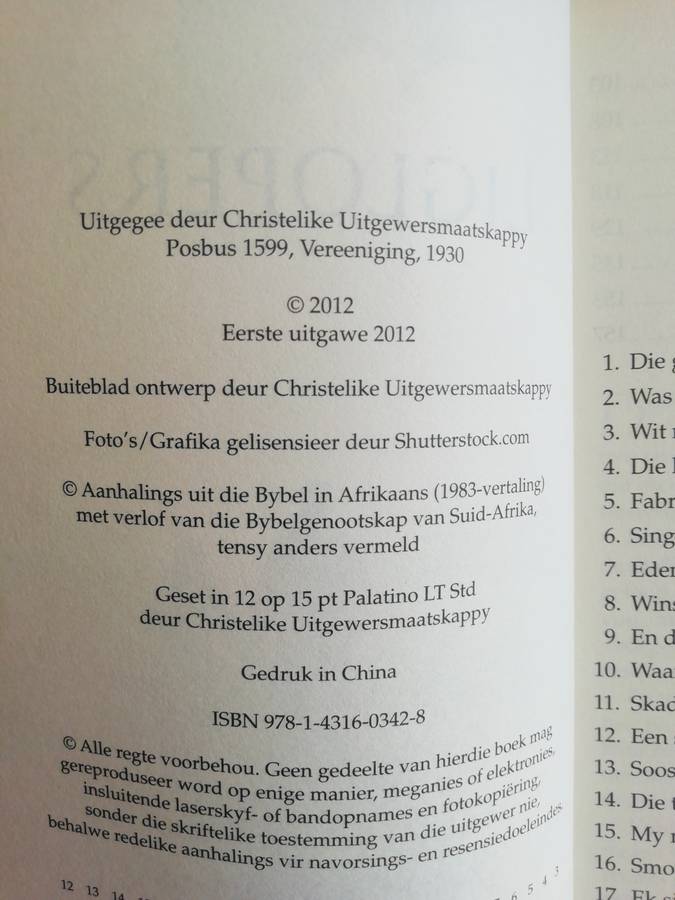 Uitgegee deur Christelike Uitgewersmaatskappy
Posbus 1599, Vereeniging, 1930
© 2012
Eerste uitgawe 2012
Buiteblad ontwerp deur Christelike Uitgewersmaatskappy
Foto's/Grafika gelisensieer deur Shutterstock.com
© Aanhalings uit die Bybel in Afrikaans (1983-vertaling)
met verlof van die Bybelgenootskap van Suid-Afrika,
tensy anders vermeld
Geset in 12 op 15 pt Palatino LT Std
deur Christelike Uitgewersmaatskappy
Gedruk in China
ISBN 978-1-4316-0342-8
© Alle regte voorbehou. Geen gedeelte van hierdie boek mag
gereproduseer word op enige manier, meganies of elektronies,
insluitende laserskyf- of bandopnames en fotokopiëring,
sonder die skriftelike toestemming van die uitgewer nie,
behalwe redelike aanhalings vir navorsings- en resensiedoeleindes.
12 13 14 6 5 4 3
1. Die
2. Was
3. Wit
4. Die
5. Fabr
6. Sing
7. Eder
8. Wins
9. En d
10. Waa
11. Skad
12. Een
13. Soos
14. Die
15. My
16. Smo
17. Ek